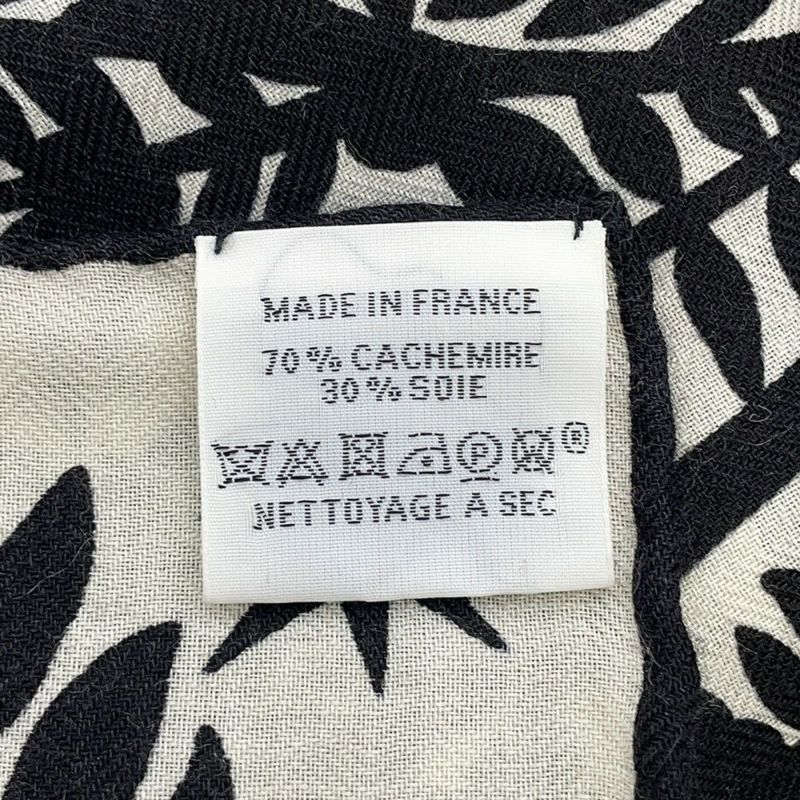 MADE IN FRANCE
70 % CACHEMIRE
30 % SOIE
P ®
NETTOYAGE A SEC